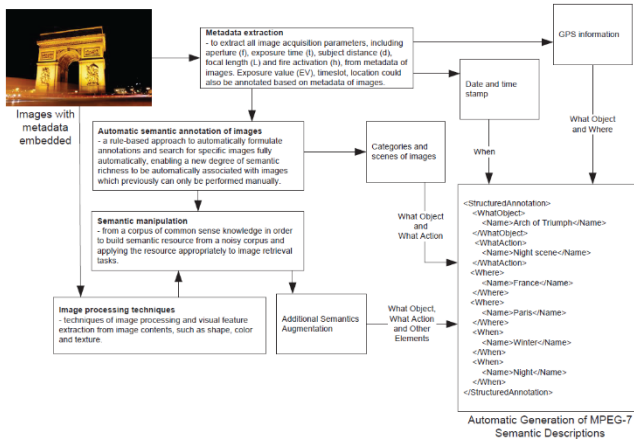 Metadata extraction
- to extract all image acquisition parameters, including
aperture (f), exposure time (t), subject distance (d),
focal length (L) and fire activation (h), from metadata of
images. Exposure value (EV), timeslot, location could
also be annotated based on metadata of images.
GPS information
Images with
metadata
embedded
Date and time
stamp
What Object
and Where
When
Automatic semantic annotation of images
- a rule-based approach to automatically formulate
annotations and search for specific images fully
automatically, enabling a new degree of semantic
richness to be automatically associated with images
which previously can only be performed manually.
Categories and
scenes of images
What Object
and
What Action
Semantic manipulation
- from a corpus of common sense knowledge in order
to build semantic resource from a noisy corpus and
applying the resource appropriately to image retrieval
tasks.
Image processing techniques
- techniques of image processing and visual feature
extraction from image contents, such as shape, color
and texture.
Additional Semantics
Augmentation
What Object,
What Action
and Other
Elements
<StructuredAnnotation>
<WhatObject>
<Name>Arch of Triumph</Name>
</WhatObject>
<WhatAction>
<Name>Night scene</Name>
</WhatAction>
<Where>
<Name>France</Name>
</Where>
<Where>
<Name>Paris</Name>
</Where>
<When>
<Name>Winter</Name>
</When>
<When>
<Name>Night</Name>
</When>
</StructuredAnnotation>
Automatic Generation of MPEG-7
Semantic Descriptions